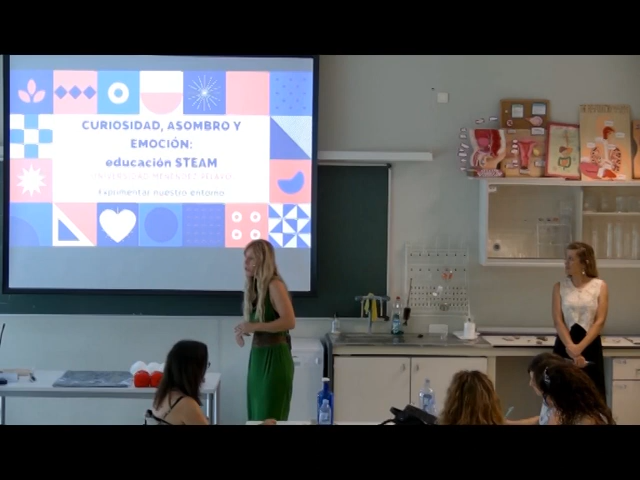 CURIOSIDAD, ASOMBRO Y
EMOCIÓN:
educación STEAM
UNIVERSIDAD MENÉNDEZ PELAYO
Experimentar nuestro entorno